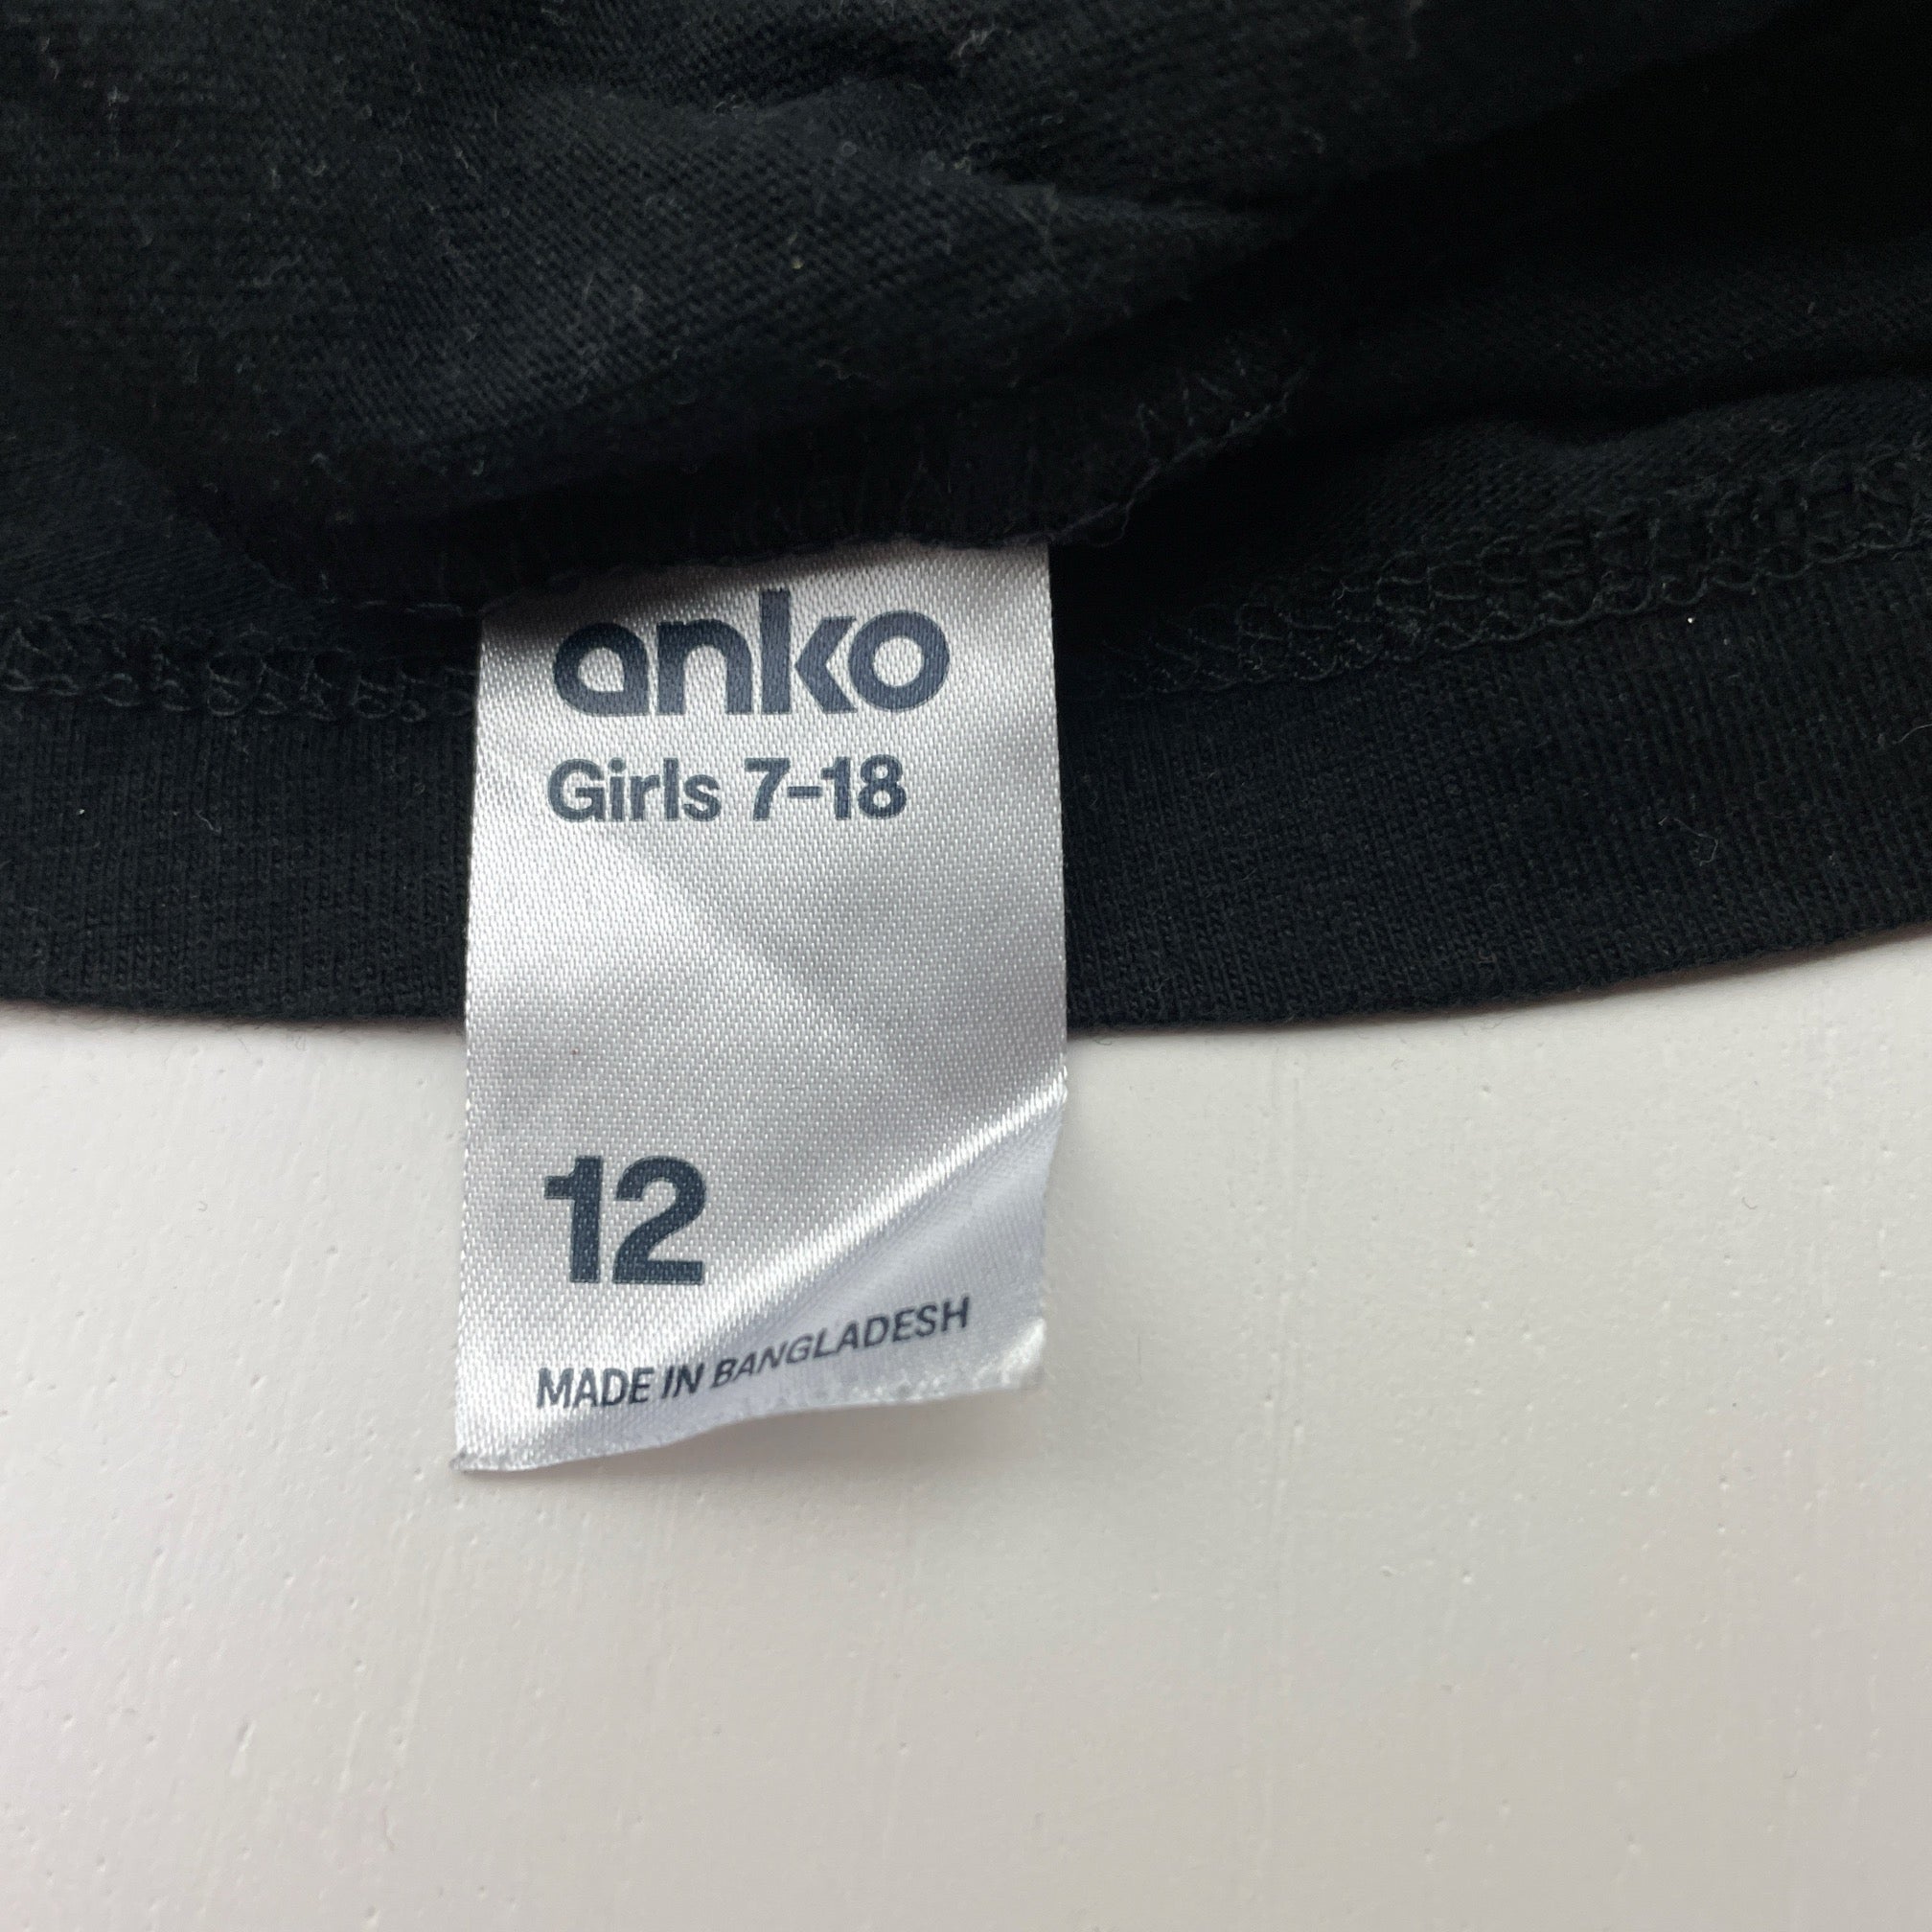 anko
Girls 7-18
12
MADE IN BANGLADESH